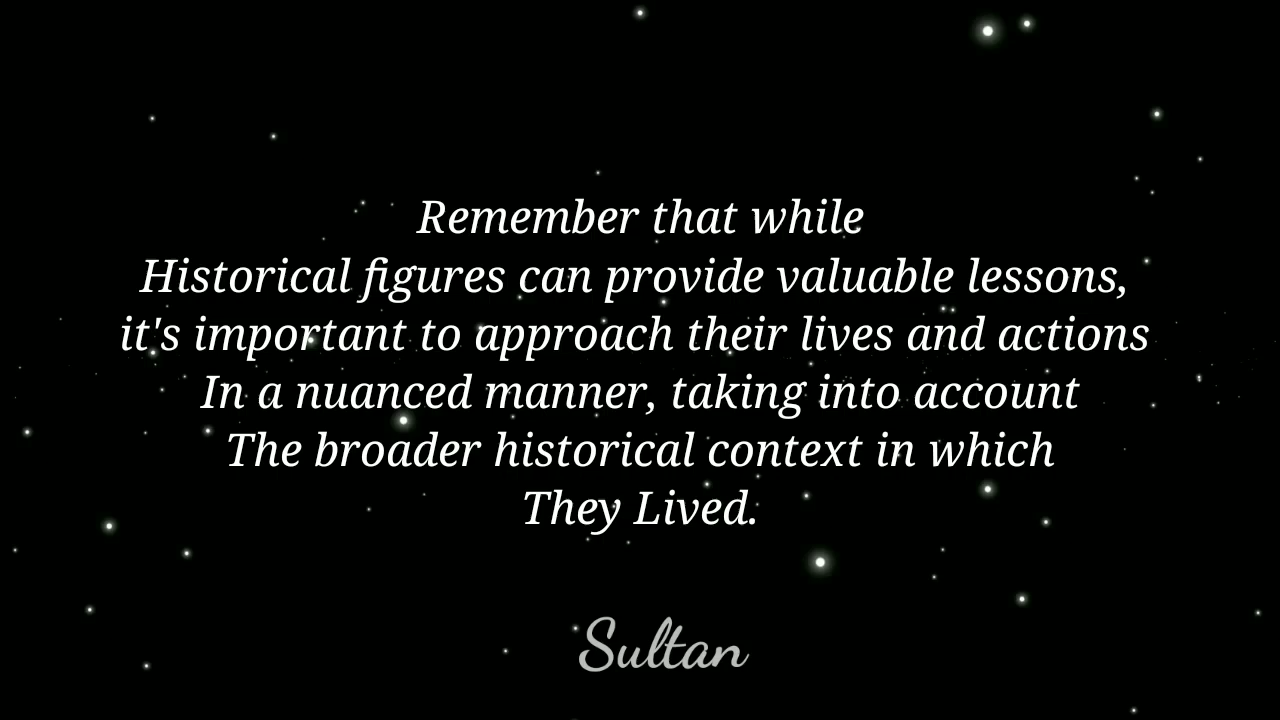 Remember that while
Historical figures can provide valuable lessons,
it's important to approach their lives and actions
In a nuanced manner, taking into account
The broader historical context in which
They Lived.
Sultan